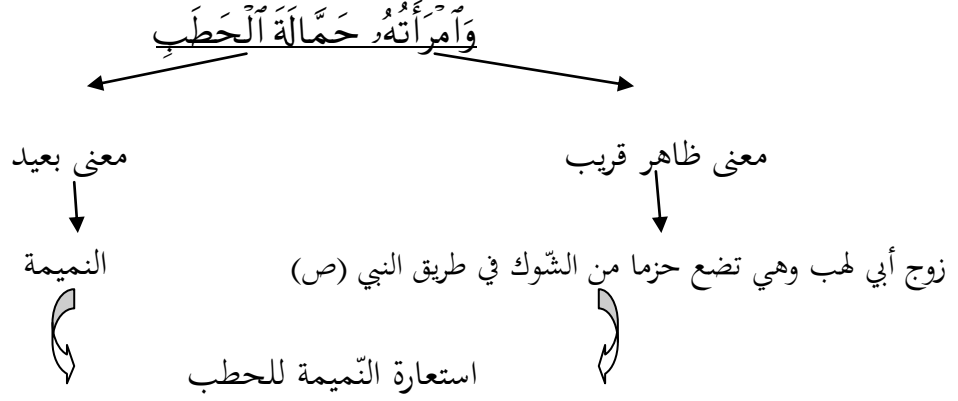 وَٱمۡرَأَتُهُۥ حَمَّالَةَ ٱلۡحَطَبِ
معنى ظاهر قريب
معنى بعيد
زوج أبي لهب وهي تضع حزما من الشّوك في طريق النبي (ص)
النميمة
استعارة النّميمة للحطب